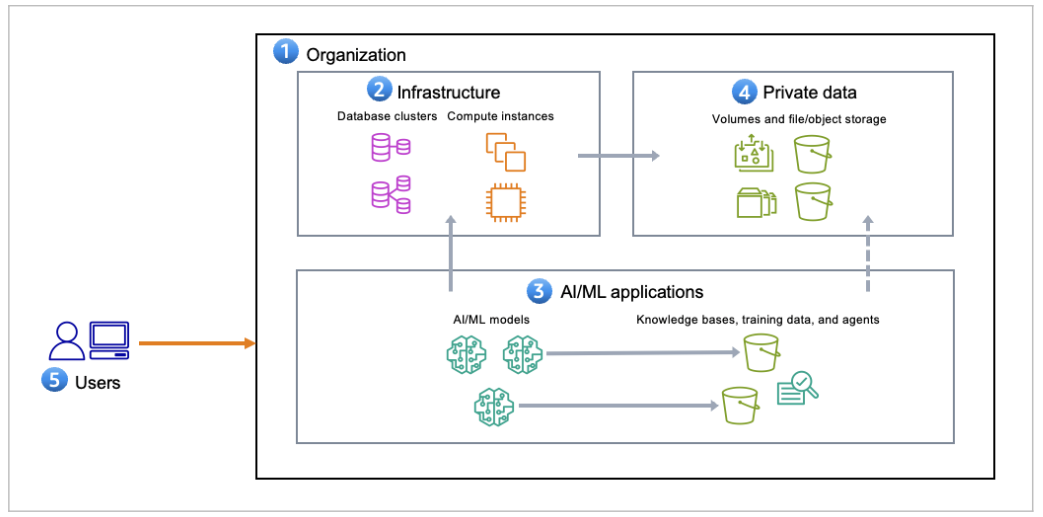 1 Organization
2 Infrastructure
Database clusters Compute instances
4 Private data
Volumes and file/object storage
3 AI/ML applications
AI/ML models
Knowledge bases, training data, and agents
5 Users